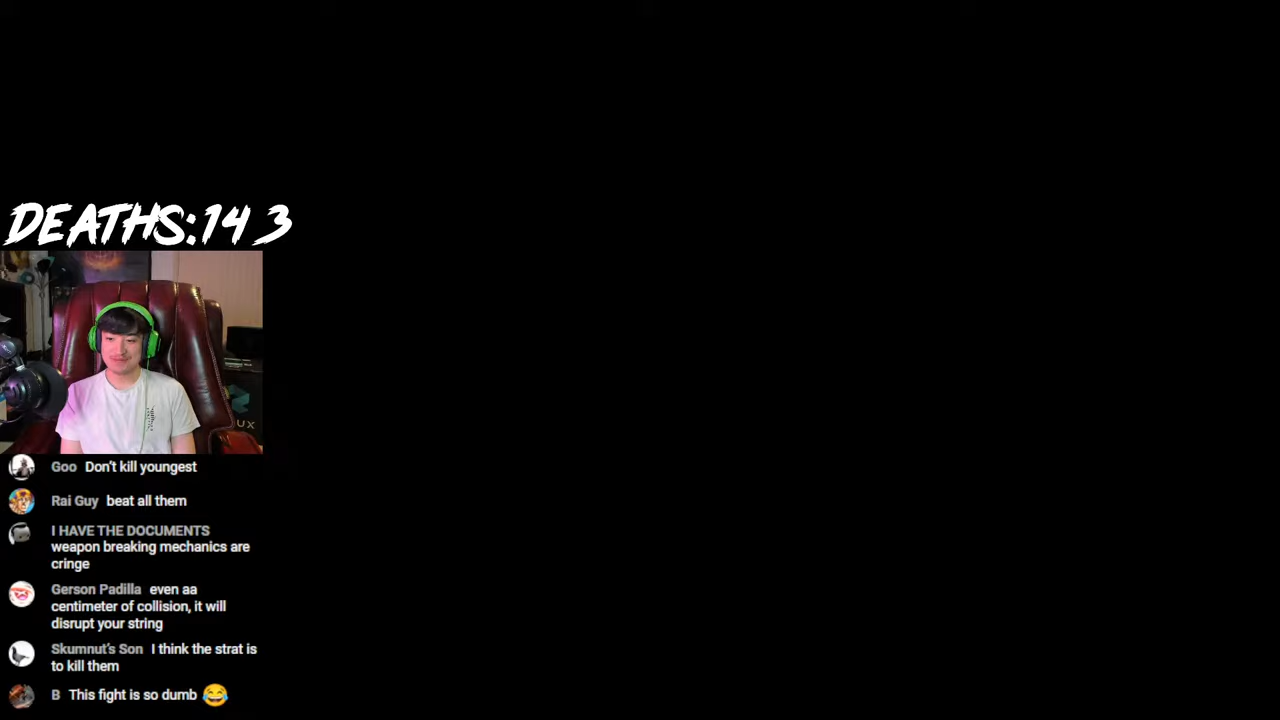 DEATHS:143
UX
Goo Don't kill youngest
Rai Guy beat all them
I HAVE THE DOCUMENTS
weapon breaking mechanics are
cringe
Gerson Padilla even aa
centimeter of collision, it will
disrupt your string
Skumnut's Son I think the strat is
to kill them
B This fight is so dumb 😂